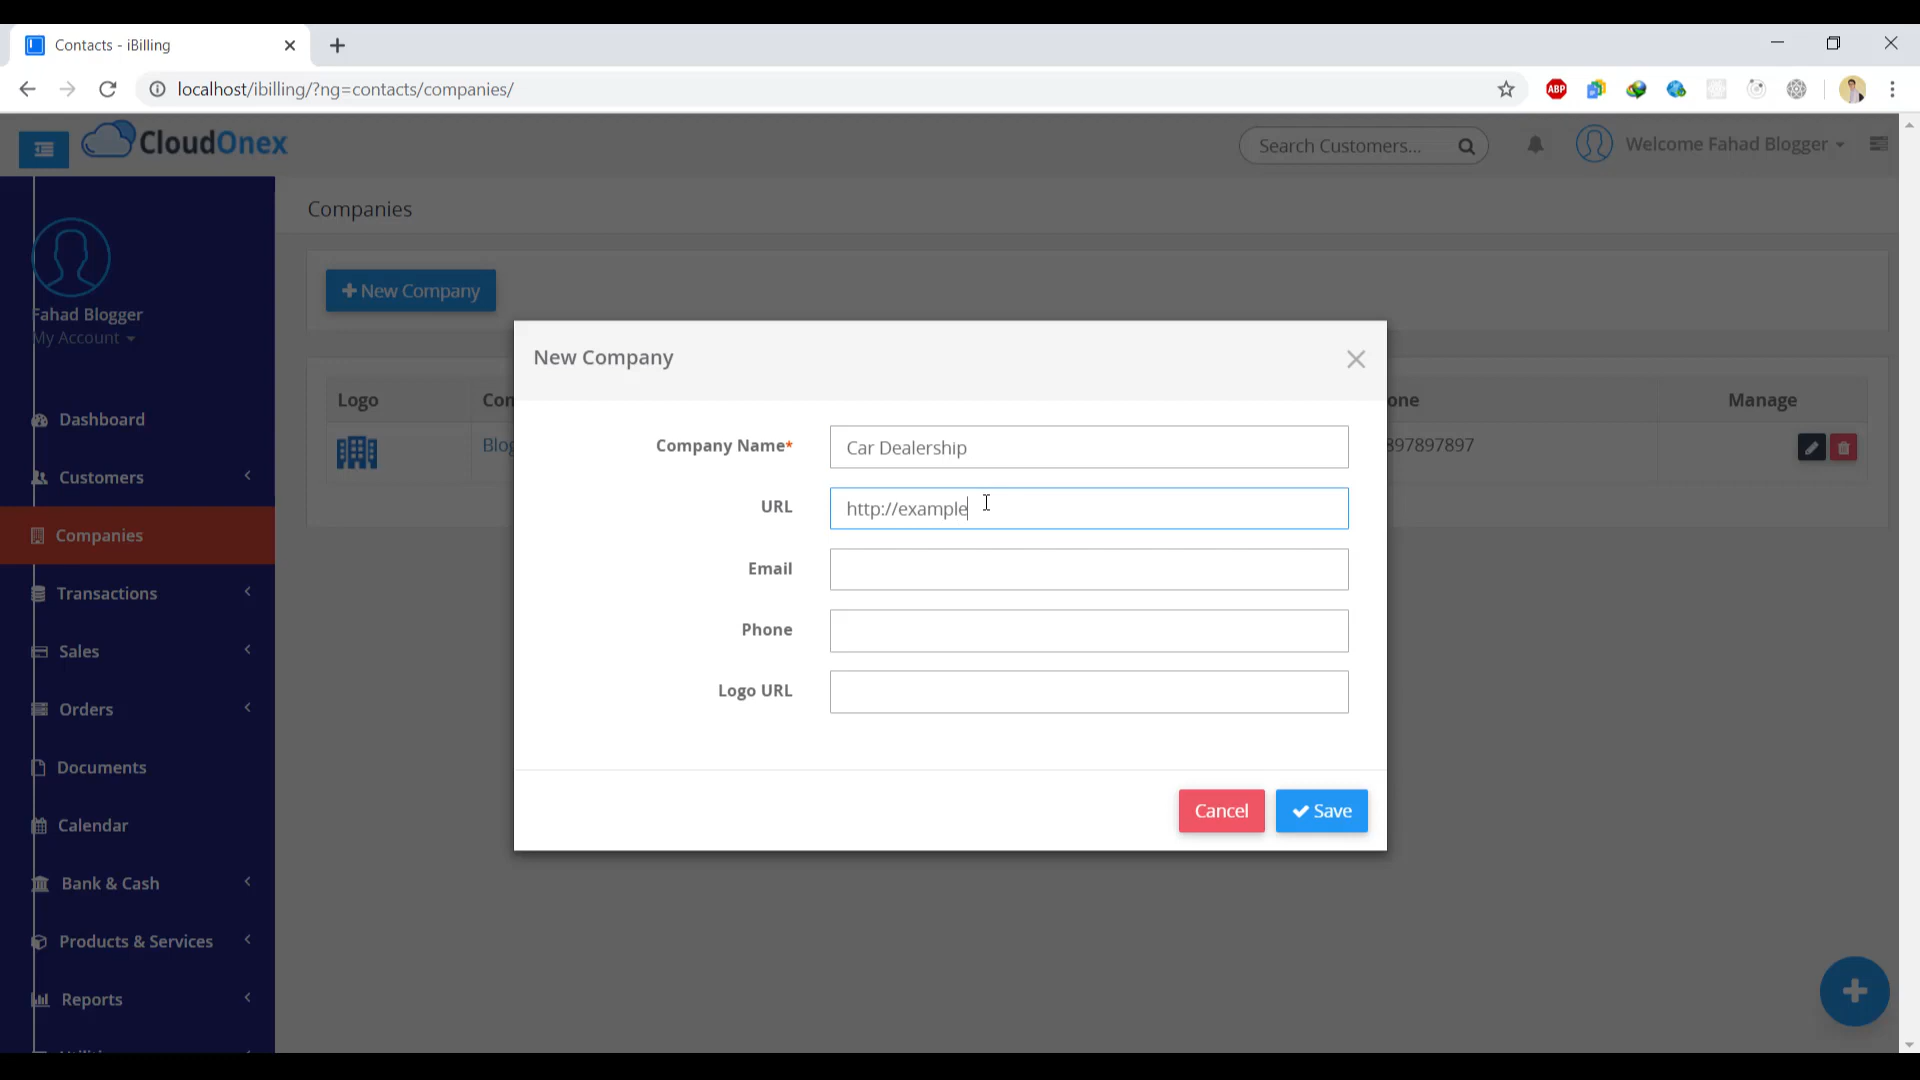 Contacts - iBilling
localhost/ibilling/?ng=contacts/companies/
ABP
CloudOnex
Search Customers...
Welcome Fahad Blogger
Fahad Blogger
My Account
Dashboard
Customers
Companies
Transactions
Sales
Orders
Documents
Calendar
Bank & Cash
Products & Services
Reports
Companies
New Company
Logo
Manage
897897897
New Company
Company Name*
Car Dealership
URL
http://example
Email
Phone
Logo URL
Cancel
Save